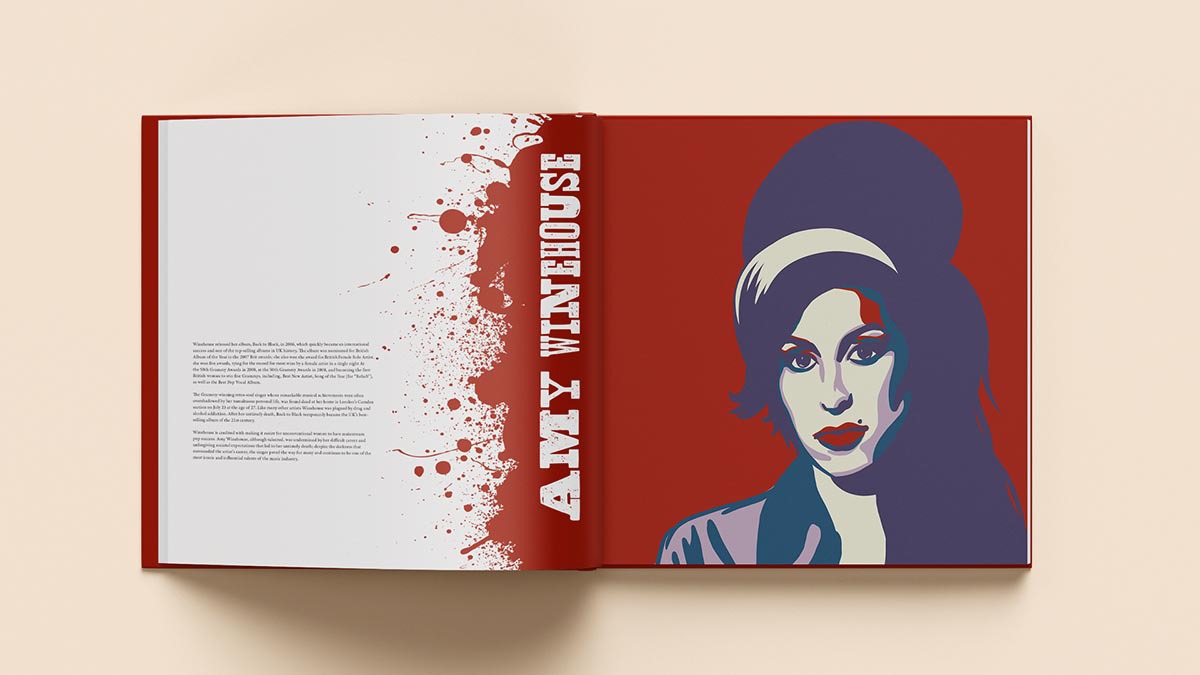 Winehouse released her album, Back to Black, in 2006, which quickly become an international
success and one of the top-selling albums in UK history. The album was nominated for British
Album of the Year in the 2007 Brit awards; she also won the award for British Female Solo Artist.
she won five awards, tying for the record for most wins by a female artist in a single night At
the 50th Grammy Awards in 2008, at the 50th Grammy Awards in 2008, and becoming the first
British woman to win five Grammys, including, Best New Artist, Song of the Year (for "Rehab"),
as well as the Best Pop Vocal Album.
The Grammy-winning retro-soul singer whose remarkable musical achievements were often
overshadowed by her tumultuous personal life, was found dead at her home in London's Camden
section on July 23 at the age of 27. Like many other artists Winehouse was plagued by drug and
alcohol addiction. After her untimely death, Back to Black temporarily became the UK's best-
selling album of the 21st century.
Winehouse is credited with making it easier for unconventional women to have mainstream
pop success. Amy Winehouse, although talented, was undermined by her difficult career and
unforgiving societal expectations that led to her untimely death; despite the darkness that
surrounded the artist's career, the singer paved the way for many and continues to be one of the
most iconic and influential talents of the music industry.
AMY WINEHOUSE